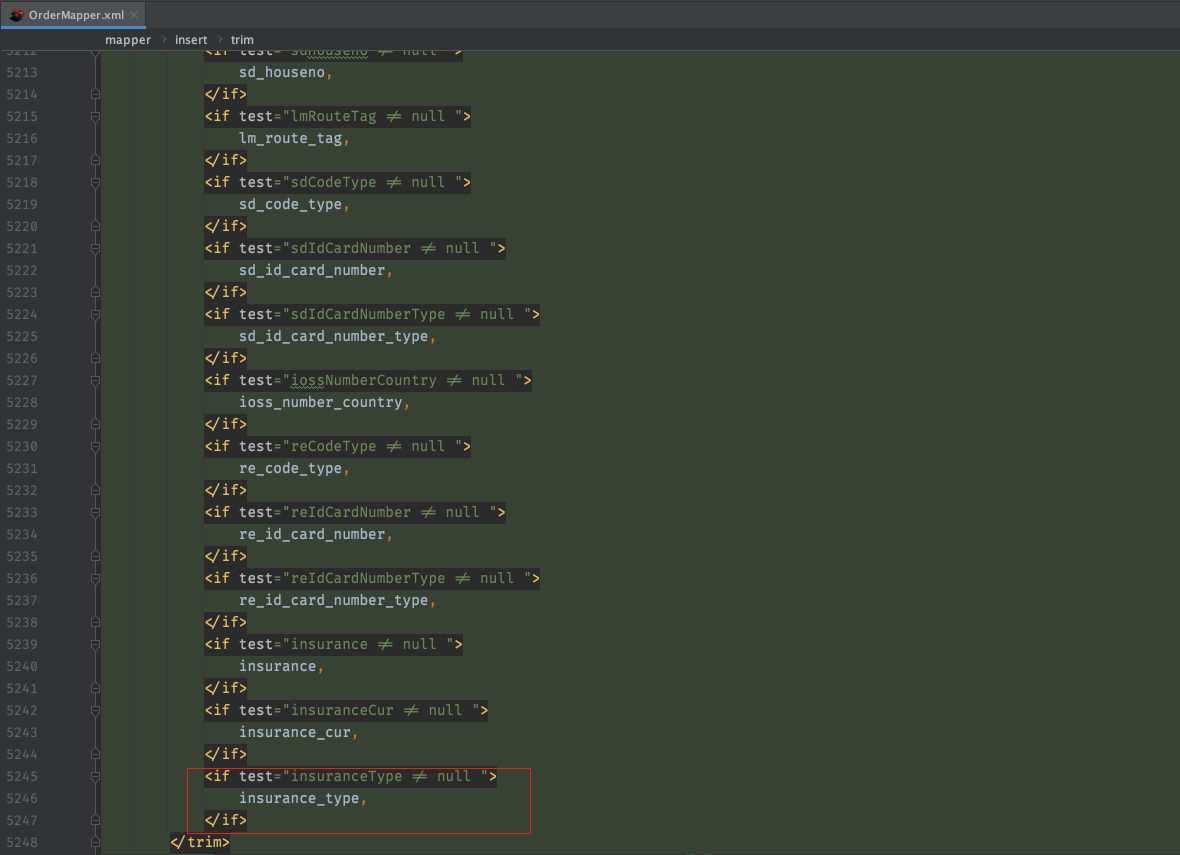 OrderMapper.xml
mapper insert trim
5212 <if test="sdHouseno ≠ null ">
5213 sd_houseno,
5214 </if>
5215 <if test="lmRouteTag ≠ null ">
5216 lm_route_tag,
5217 </if>
5218 <if test="sdCodeType ≠ null ">
5219 sd_code_type,
5220 </if>
5221 <if test="sdIdCardNumber ≠ null ">
5222 sd_id_card_number,
5223 </if>
5224 <if test="sdIdCardNumberType ≠ null ">
5225 sd_id_card_number_type,
5226 </if>
5227 <if test="iossNumberCountry ≠ null ">
5228 ioss_number_country,
5229 </if>
5230 <if test="reCodeType ≠ null ">
5231 re_code_type,
5232 </if>
5233 <if test="reIdCardNumber ≠ null ">
5234 re_id_card_number,
5235 </if>
5236 <if test="reIdCardNumberType ≠ null ">
5237 re_id_card_number_type,
5238 </if>
5239 <if test="insurance ≠ null ">
5240 insurance,
5241 </if>
5242 <if test="insuranceCur ≠ null ">
5243 insurance_cur,
5244 </if>
5245 <if test="insuranceType ≠ null ">
5246 insurance_type,
5247 </if>
5248 </trim>